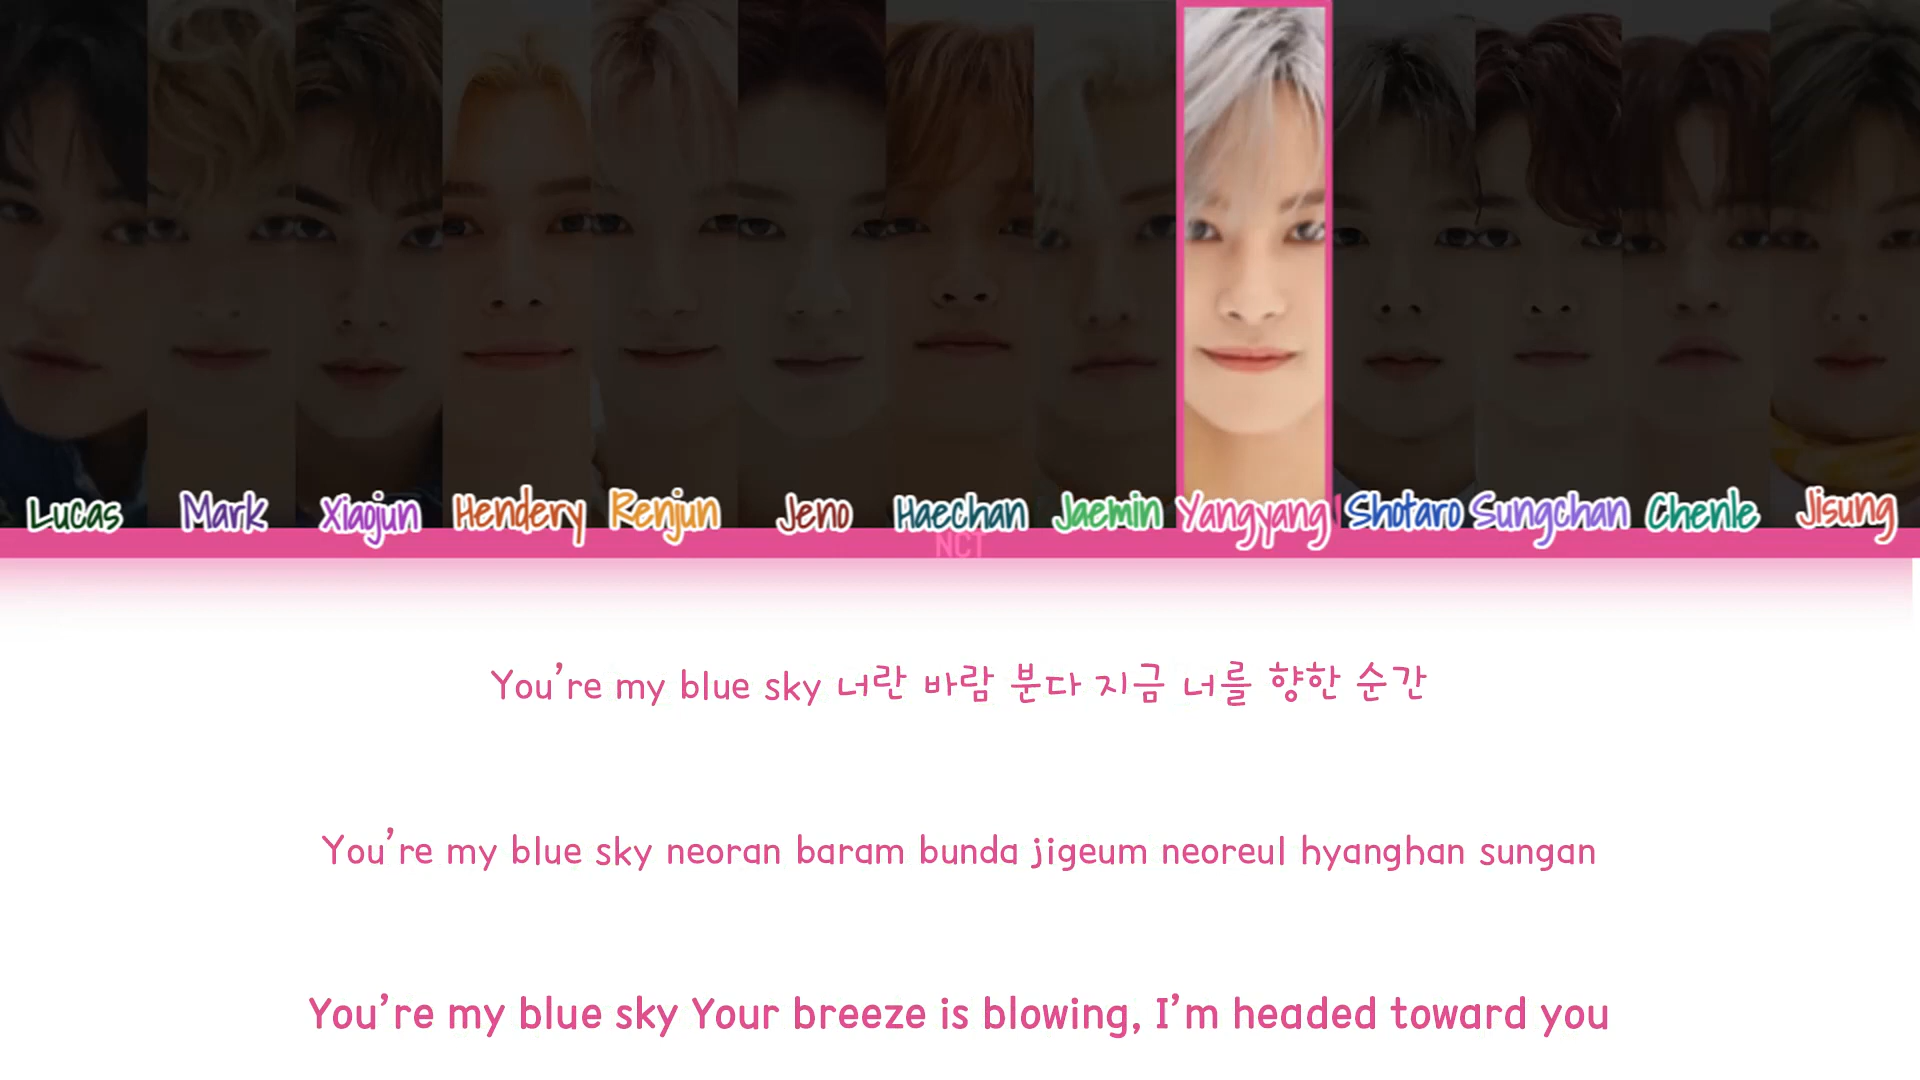 Lucas Mark Xiaojun Hendery Renjun Jeno Haechan Jaemin Yangyang Shotaro Sungchan Chenle Jisung
NCT
You're my blue sky 너란 바람 분다 지금 너를 향한 순간
You're my blue sky neoran baram bunda jigeum neoreul hyanghan sungan
You're my blue sky Your breeze is blowing, I'm headed toward you